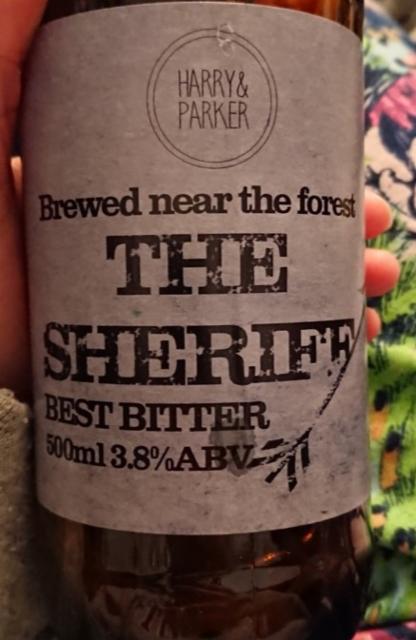 HARRY &
PARKER
Brewed near the forest
THE
SHERIFF
BEST BITTER
500ml 3.8%ABV